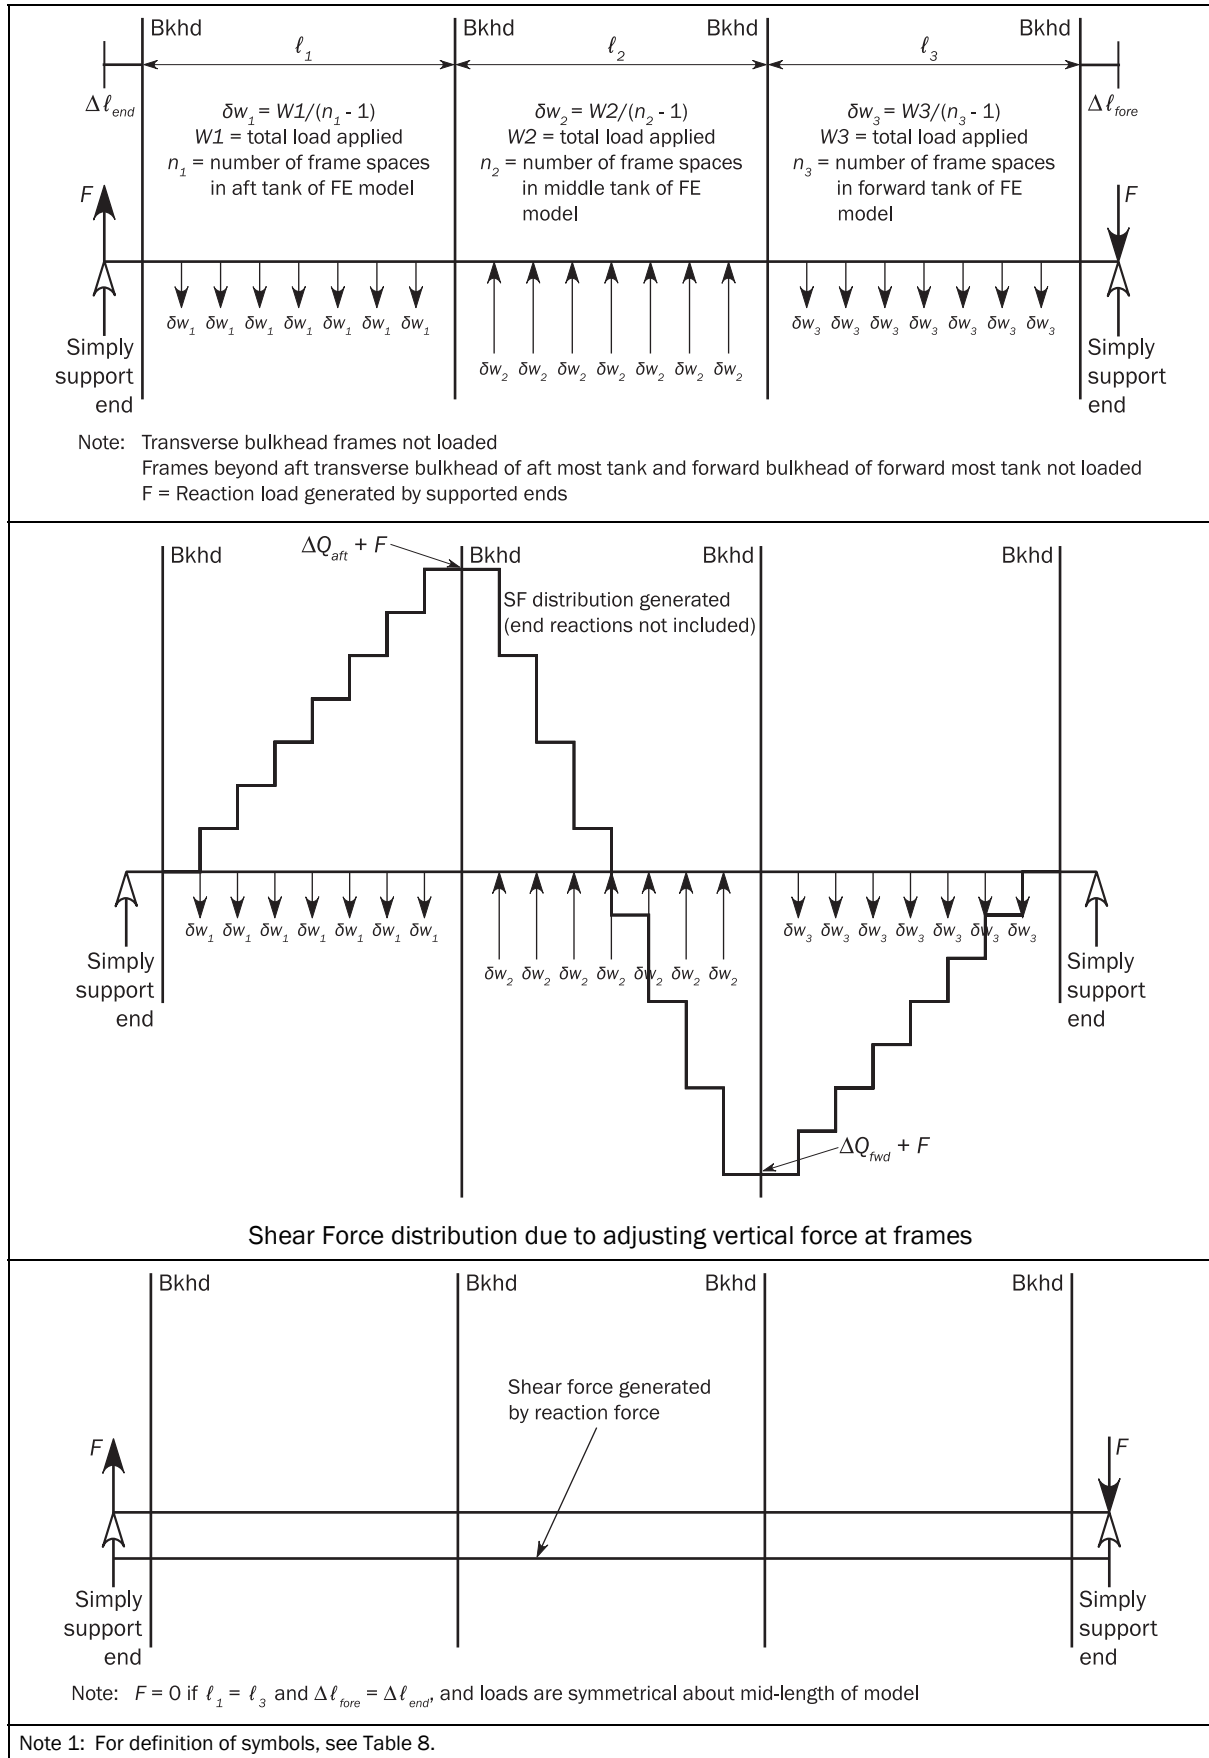 Bkhd Bkhd Bkhd Bkhd
ℓ1 ℓ2 ℓ3
Δℓend Δℓfore
δw1 = W1/(n1 - 1)
W1 = total load applied
n1 = number of frame spaces
in aft tank of FE model
δw2 = W2/(n2 - 1)
W2 = total load applied
n2 = number of frame spaces
in middle tank of FE
model
δw3 = W3/(n3 - 1)
W3 = total load applied
n3 = number of frame spaces
in forward tank of FE
model
F F
δw1 δw1 δw1 δw1 δw1 δw1 δw1
δw2 δw2 δw2 δw2 δw2 δw2 δw2
δw3 δw3 δw3 δw3 δw3 δw3 δw3
Simply
support
end
Simply
support
end
Note: Transverse bulkhead frames not loaded
Frames beyond aft transverse bulkhead of aft most tank and forward bulkhead of forward most tank not loaded
F = Reaction load generated by supported ends
Bkhd Bkhd Bkhd Bkhd
ΔQaft + F
SF distribution generated
(end reactions not included)
δw1 δw1 δw1 δw1 δw1 δw1 δw1
δw2 δw2 δw2 δw2 δw2 δw2 δw2
δw3 δw3 δw3 δw3 δw3 δw3 δw3
Simply
support
end
Simply
support
end
ΔQfwd + F
Shear Force distribution due to adjusting vertical force at frames
Bkhd Bkhd Bkhd Bkhd
Shear force generated
by reaction force
F F
Simply
support
end
Simply
support
end
Note: F = 0 if ℓ1 = ℓ3 and Δℓfore = Δℓend, and loads are symmetrical about mid-length of model
Note 1: For definition of symbols, see Table 8.